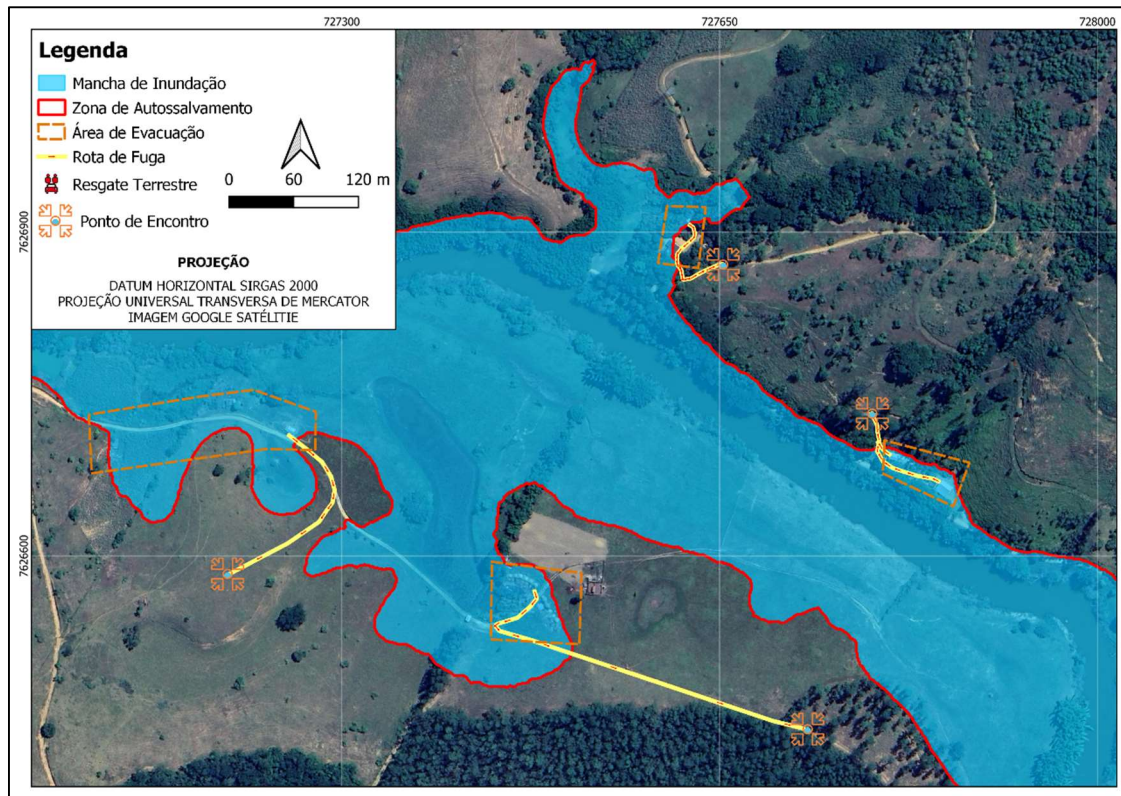 727300
727650
728000
Legenda
Mancha de Inundação
Zona de Autossalvamento
Área de Evacuação
Rota de Fuga
Resgate Terrestre
Ponto de Encontro
0 60 120 m
PROJEÇÃO
DATUM HORIZONTAL SIRGAS 2000
PROJEÇÃO UNIVERSAL TRANSVERSA DE MERCATOR
IMAGEM GOOGLE SATÉLITIE
7626900
7626600